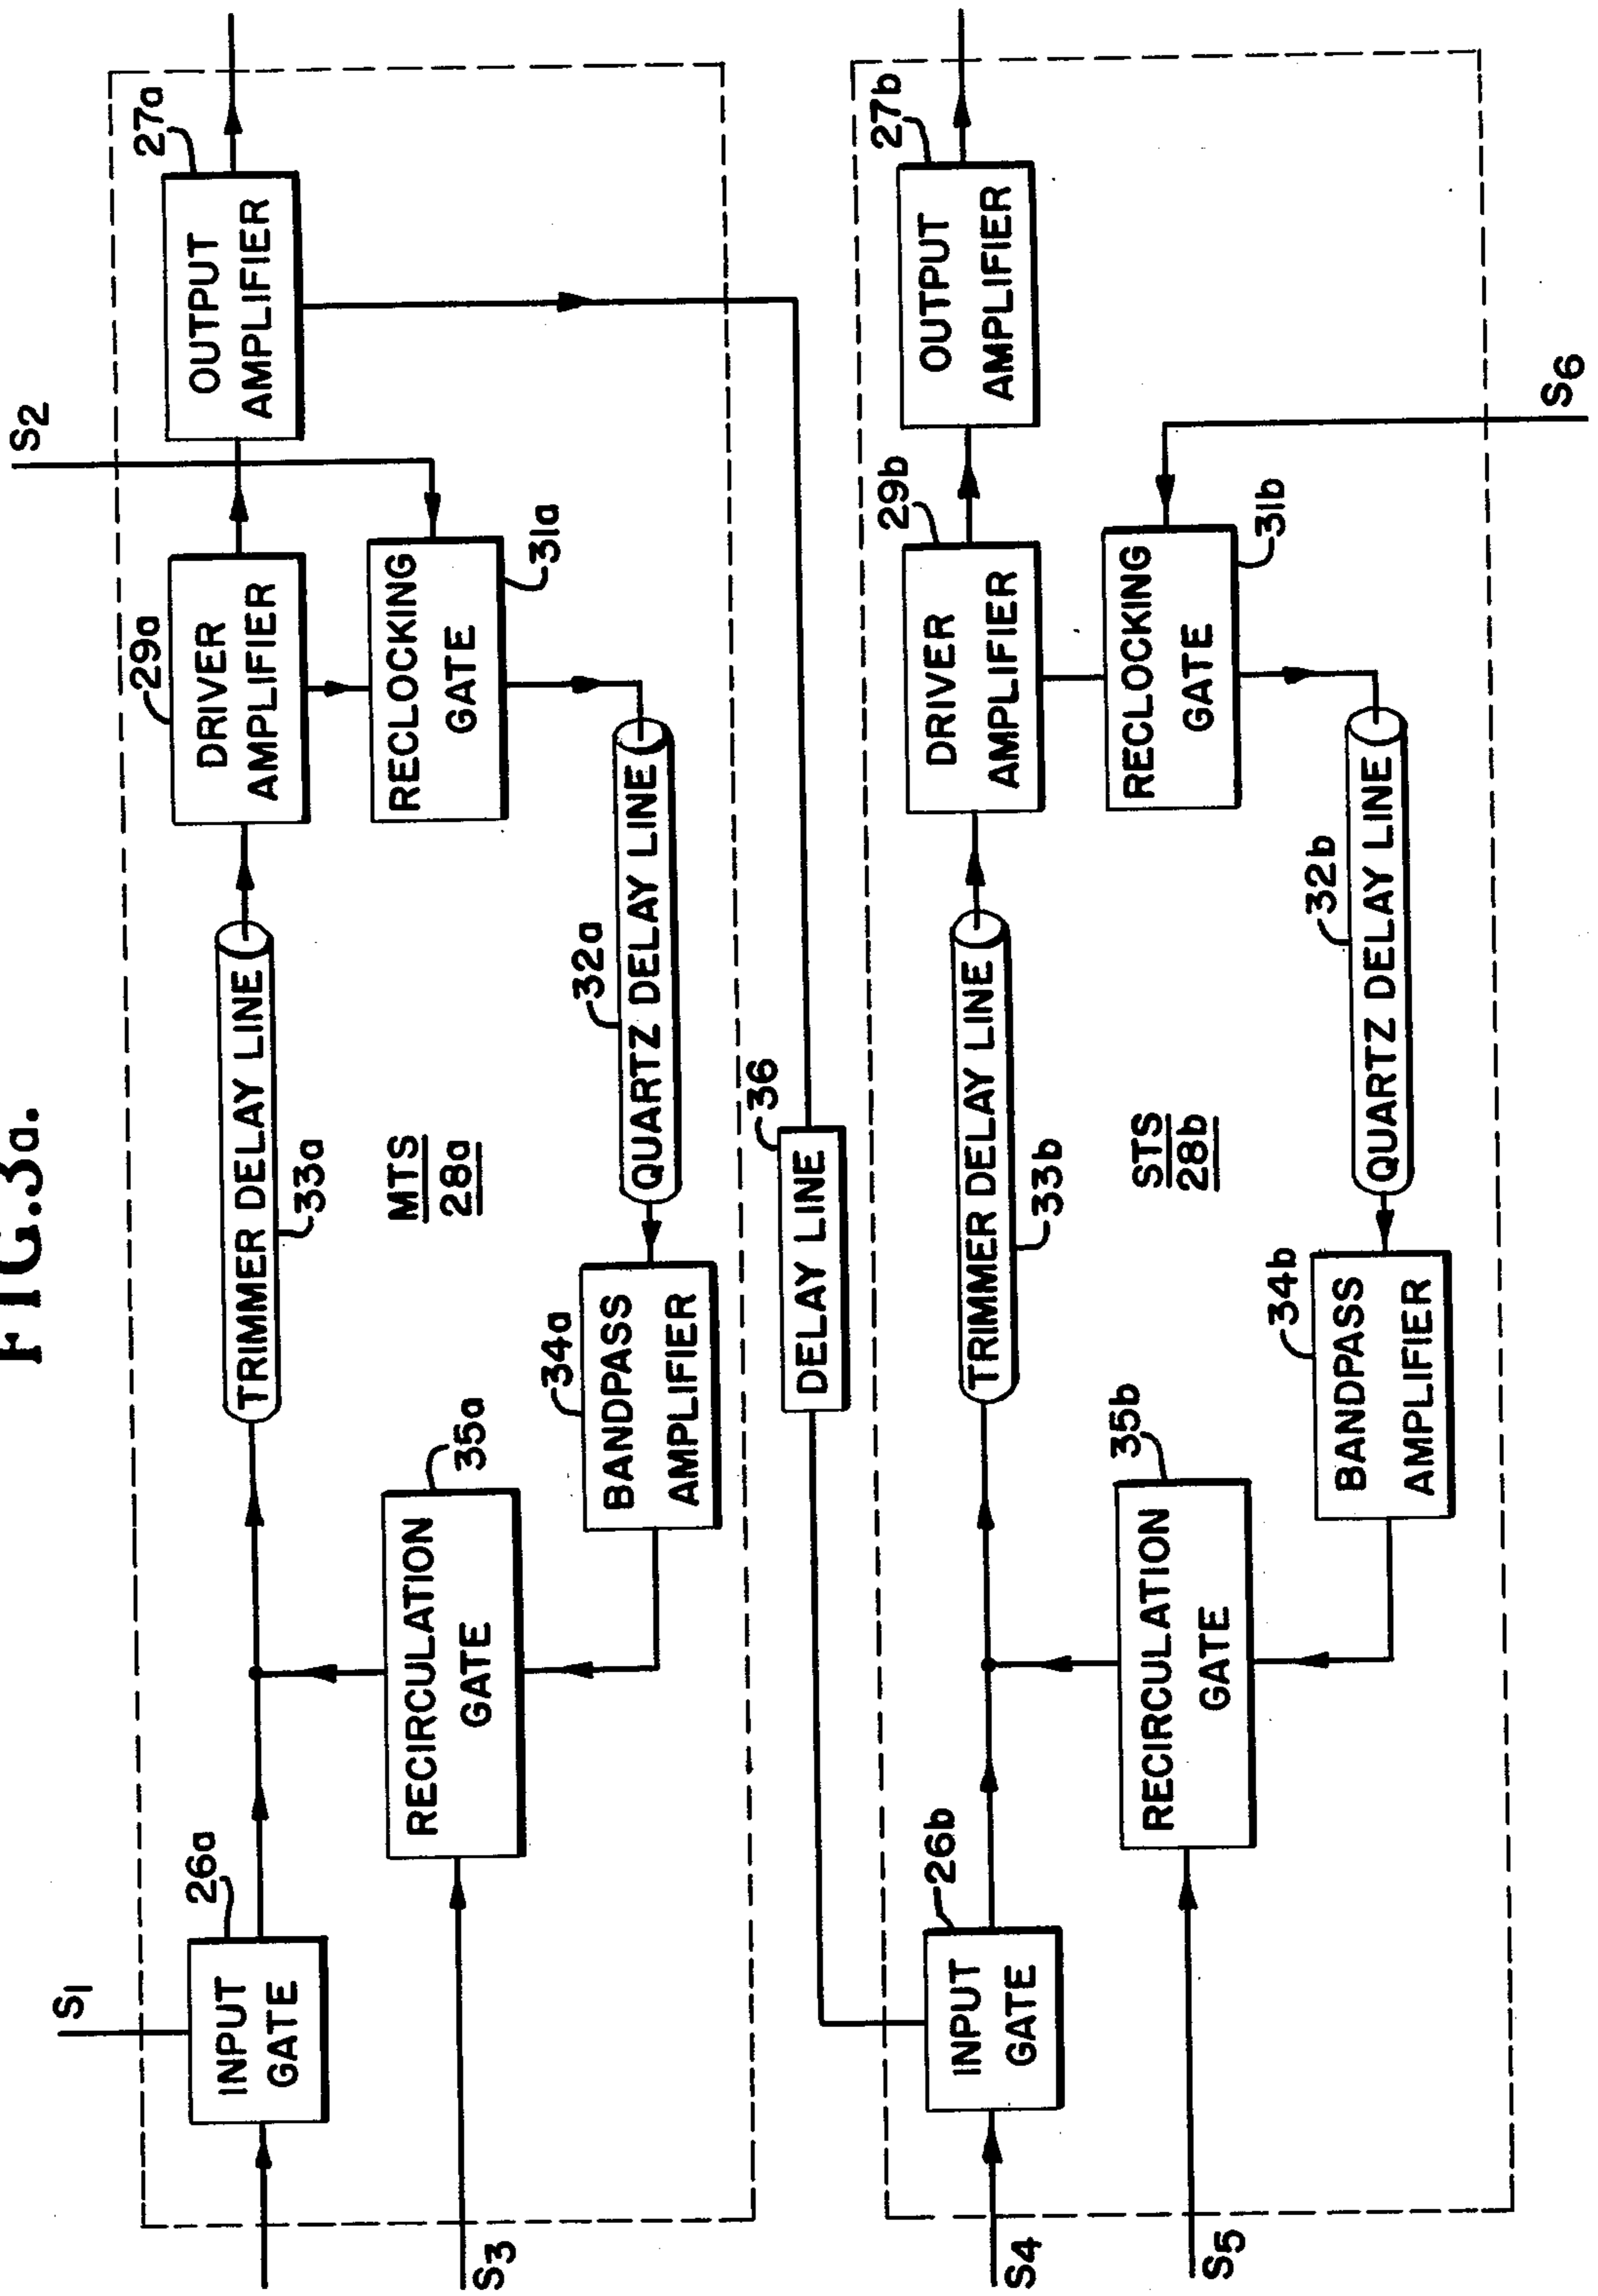 FIG.3a.
S1
S2
26a
INPUT
GATE
TRIMMER DELAY LINE
33a
29a
DRIVER
AMPLIFIER
27a
OUTPUT
AMPLIFIER
S3
35a
RECIRCULATION
GATE
MTS
28a
RECLOCKING
GATE
31a
34a
BANDPASS
AMPLIFIER
32a
QUARTZ DELAY LINE
36
DELAY LINE
S4
26b
INPUT
GATE
TRIMMER DELAY LINE
33b
29b
DRIVER
AMPLIFIER
27b
OUTPUT
AMPLIFIER
S5
35b
RECIRCULATION
GATE
STS
28b
RECLOCKING
GATE
31b
34b
BANDPASS
AMPLIFIER
32b
QUARTZ DELAY LINE
S6